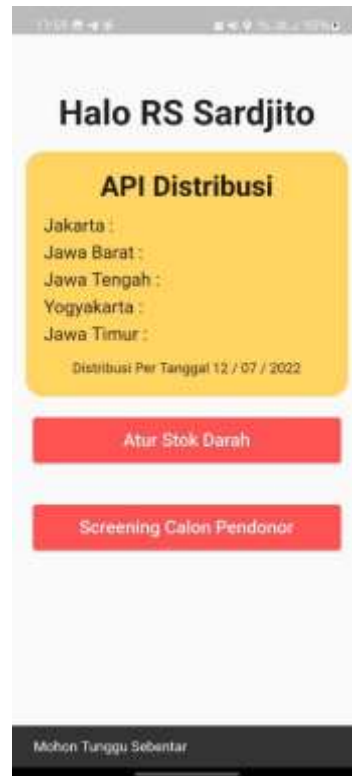 Halo RS Sardjito
API Distribusi
Jakarta :
Jawa Barat :
Jawa Tengah :
Yogyakarta :
Jawa Timur :
Distribusi Per Tanggal 12 / 07 / 2022
Atur Stok Darah
Screening Calon Pendonor
Mohon Tunggu Sebentar